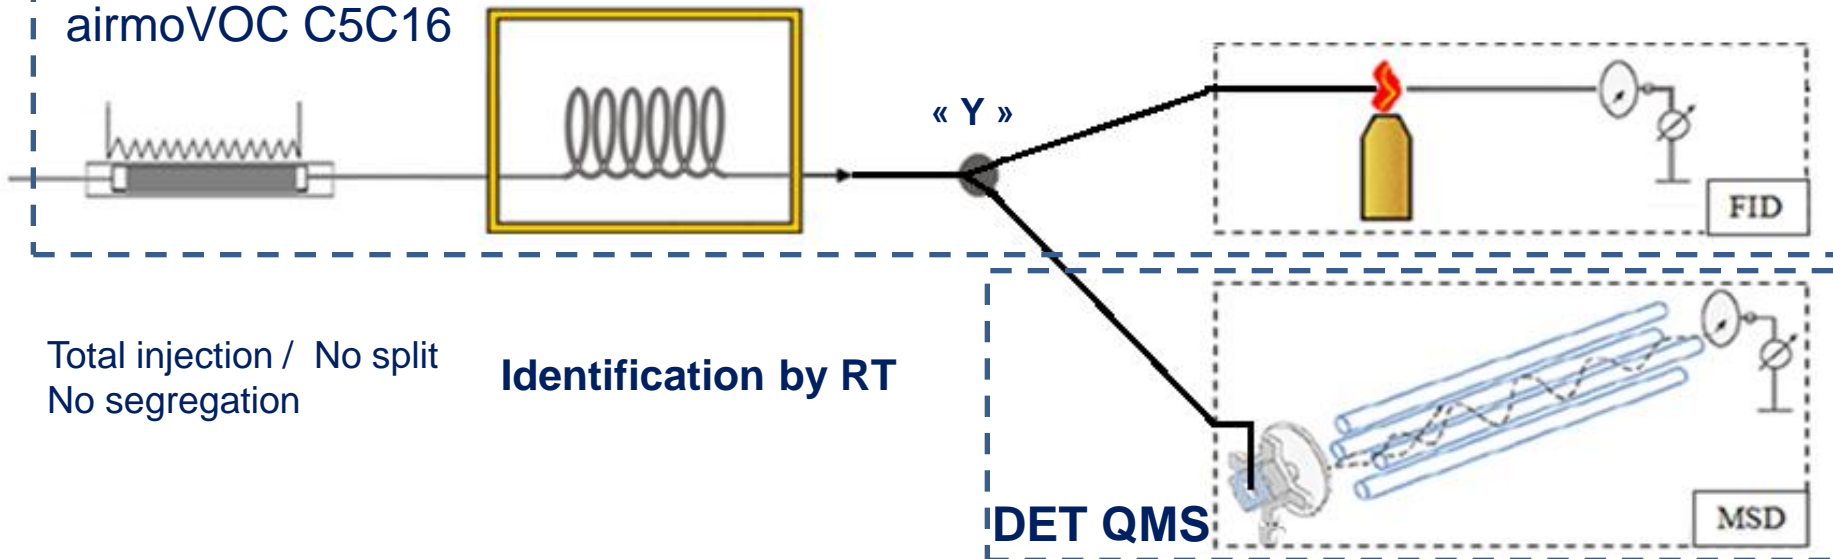 airmoVOC C5C16
« Y »
FID
Total injection / No split
No segregation
Identification by RT
DET QMS
MSD